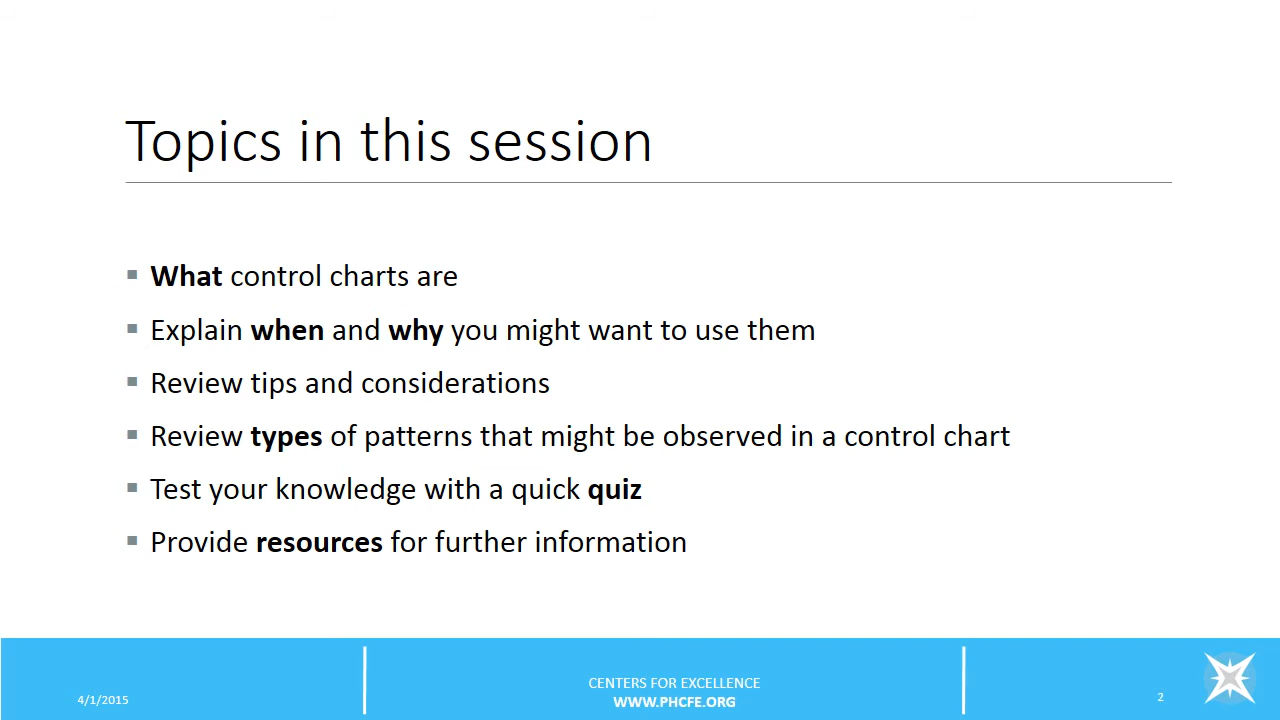 Topics in this session
▪ What control charts are
▪ Explain when and why you might want to use them
▪ Review tips and considerations
▪ Review types of patterns that might be observed in a control chart
▪ Test your knowledge with a quick quiz
▪ Provide resources for further information
4/1/2015
CENTERS FOR EXCELLENCE
WWW.PHCFE.ORG
2